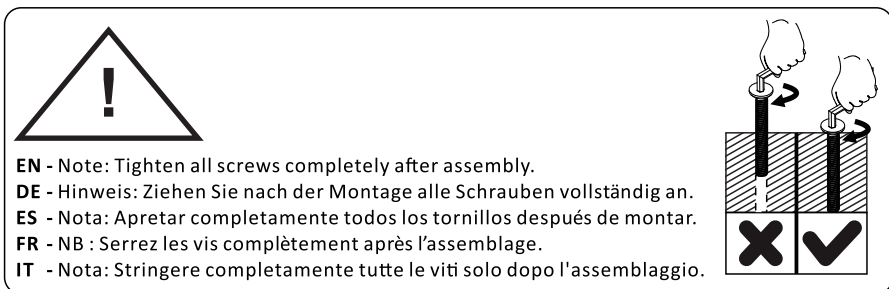 !
EN - Note: Tighten all screws completely after assembly.
DE - Hinweis: Ziehen Sie nach der Montage alle Schrauben vollständig an.
ES - Nota: Apretar completamente todos los tornillos después de montar.
FR - NB : Serrez les vis complètement après l’assemblage.
IT - Nota: Stringere completamente tutte le viti solo dopo l'assemblaggio.